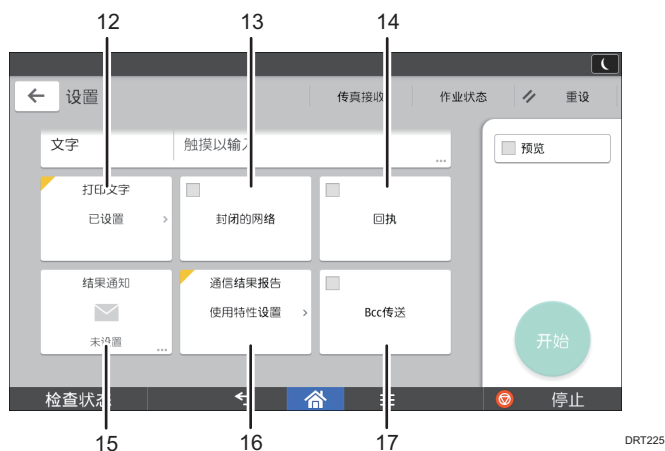 12 13 14
设置 传真接收 作业状态 重设
文字 触摸以输入
预览
打印文字
已设置
封闭的网络
回执
结果通知
未设置
通信结果报告
使用特性设置
Bcc传送
开始
检查状态 停止
15 16 17
DRT225